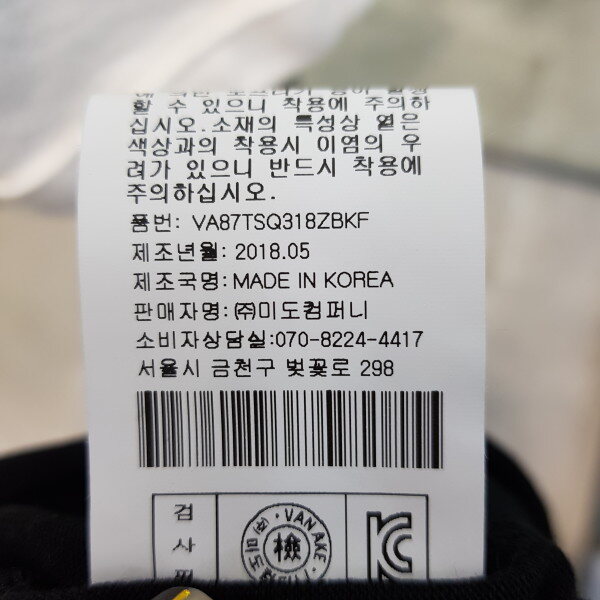 할 수 있으니 착용에 주의하
십시오.소재의 특성상 옅은
색상과의 착용시 이염의 우
려가 있으니 반드시 착용에
주의하십시오.
품번: VA87TSQ318ZBKF
제조년월: 2018.05
제조국명:MADE IN KOREA
판매자명:㈜미도컴퍼니
소비자상담실:070-8224-4417
서울시 금천구 벚꽃로 298
검
사
VAN AKE
檢